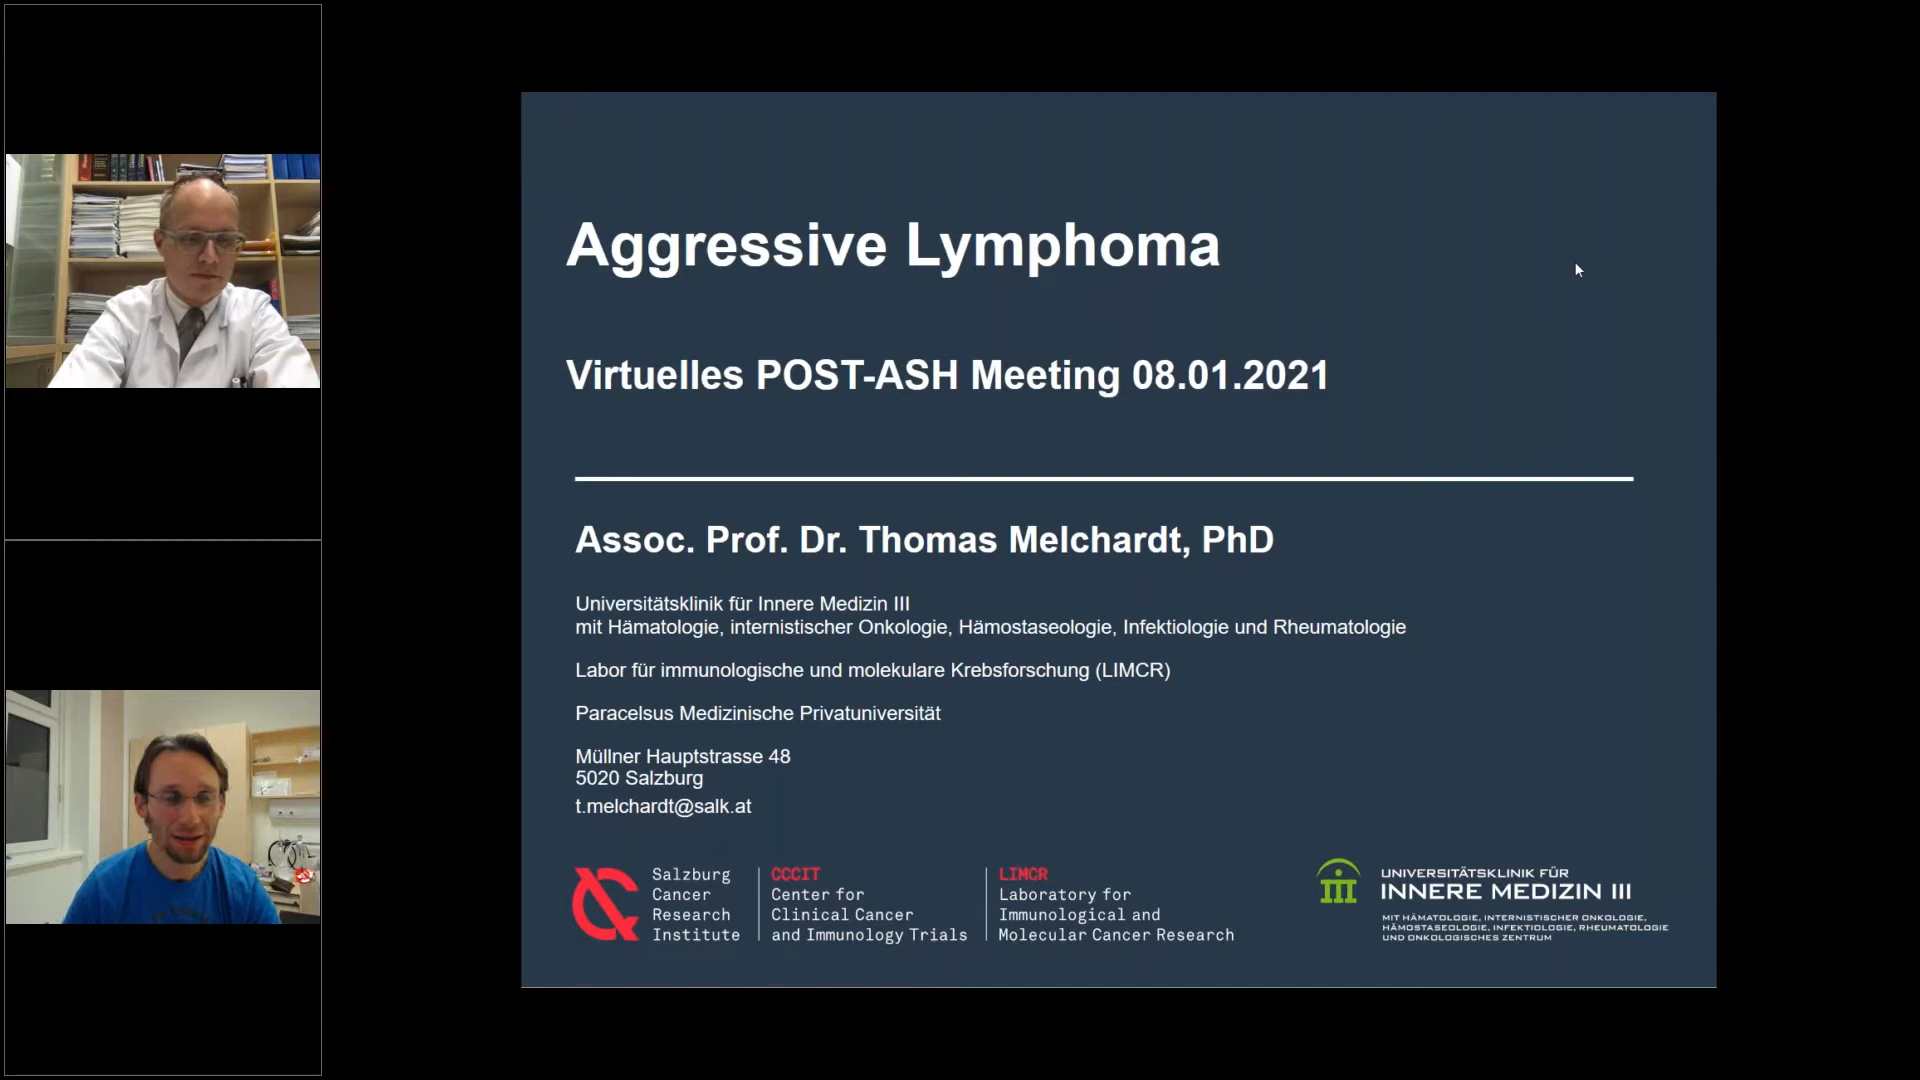 Aggressive Lymphoma
Virtuelles POST-ASH Meeting 08.01.2021
Assoc. Prof. Dr. Thomas Melchardt, PhD
Universitätsklinik für Innere Medizin III
mit Hämatologie, internistischer Onkologie, Hämostaseologie, Infektiologie und Rheumatologie
Labor für immunologische und molekulare Krebsforschung (LIMCR)
Paracelsus Medizinische Privatuniversität
Müllner Hauptstrasse 48
5020 Salzburg
t.melchardt@salk.at
Salzburg
Cancer
Research
Institute
CCCIT
Center for
Clinical Cancer
and Immunology Trials
LIMCR
Laboratory for
Immunological and
Molecular Cancer Research
UNIVERSITÄTSKLINIK FÜR
INNERE MEDIZIN III
MIT HÄMATOLOGIE, INTERNISTISCHER ONKOLOGIE,
HÄMOSTASEOLOGIE, INFEKTIOLOGIE, RHEUMATOLOGIE
UND ONKOLOGISCHES ZENTRUM